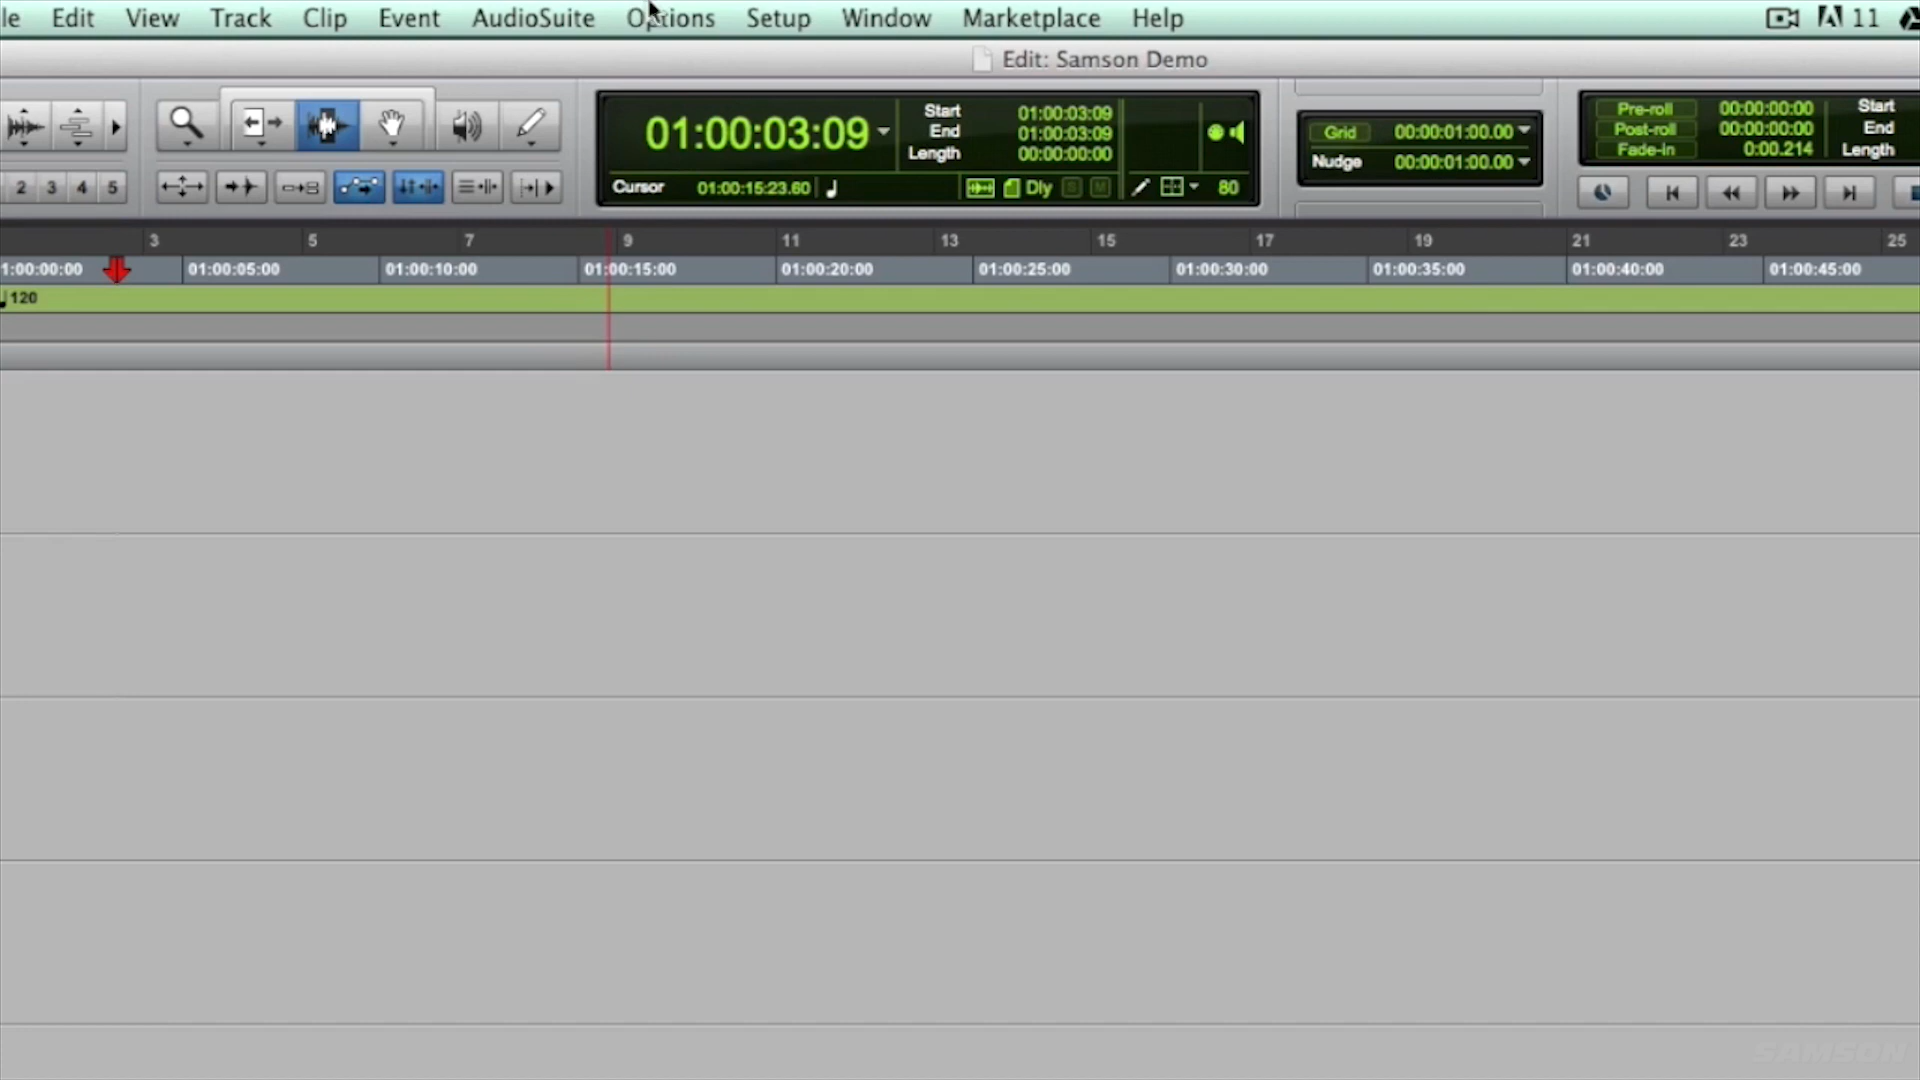 le Edit View Track Clip Event AudioSuite Options Setup Window Marketplace Help 11
Edit: Samson Demo
01:00:03:09
Start 01:00:03:09
End 01:00:03:09
Length 00:00:00:00
Cursor 01:00:15:23.60
Dly S M 80
Grid 00:00:01:00.00
Nudge 00:00:01:00.00
Pre-roll 00:00:00:00 Start
Post-roll 00:00:00:00 End
Fade-in 0:00.214 Length
2 3 4 5
3 5 7 9 11 13 15 17 19 21 23 25
1:00:00:00 01:00:05:00 01:00:10:00 01:00:15:00 01:00:20:00 01:00:25:00 01:00:30:00 01:00:35:00 01:00:40:00 01:00:45:00
120
SAMSON